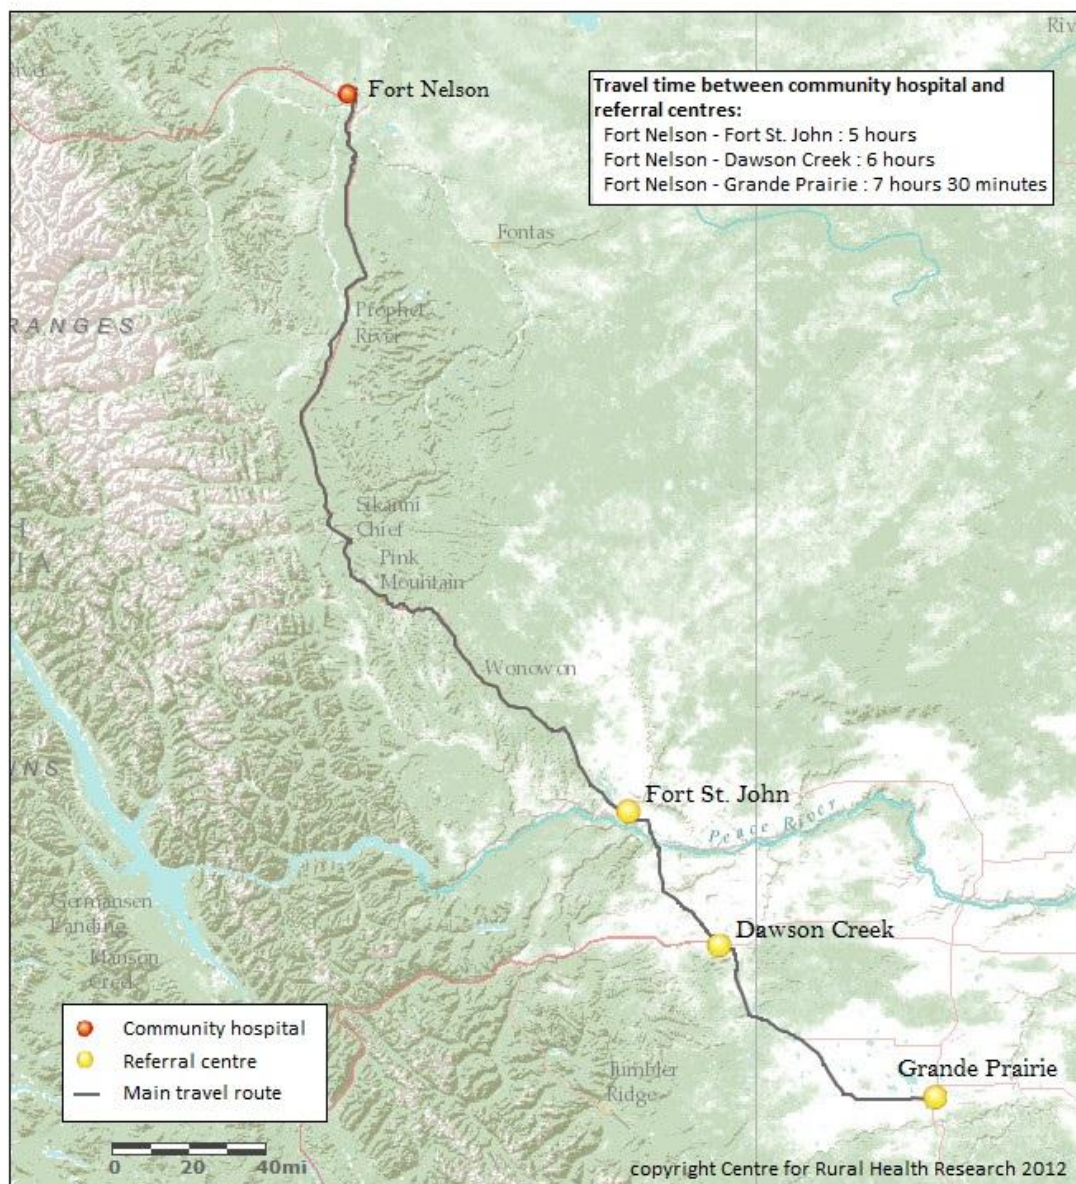 River
Fort Nelson
Travel time between community hospital and
referral centres:
Fort Nelson - Fort St. John : 5 hours
Fort Nelson - Dawson Creek : 6 hours
Fort Nelson - Grande Prairie : 7 hours 30 minutes
Fontas
Prophet
River
RANGES
Sikanni
Chief
Pink
Mountain
Wonowon
Fort St. John
Peace River
Germansen
Landing
Manson
Dawson Creek
Community hospital
Referral centre
Main travel route
Tumbler
Ridge
Grande Prairie
0 20 40mi
copyright Centre for Rural Health Research 2012